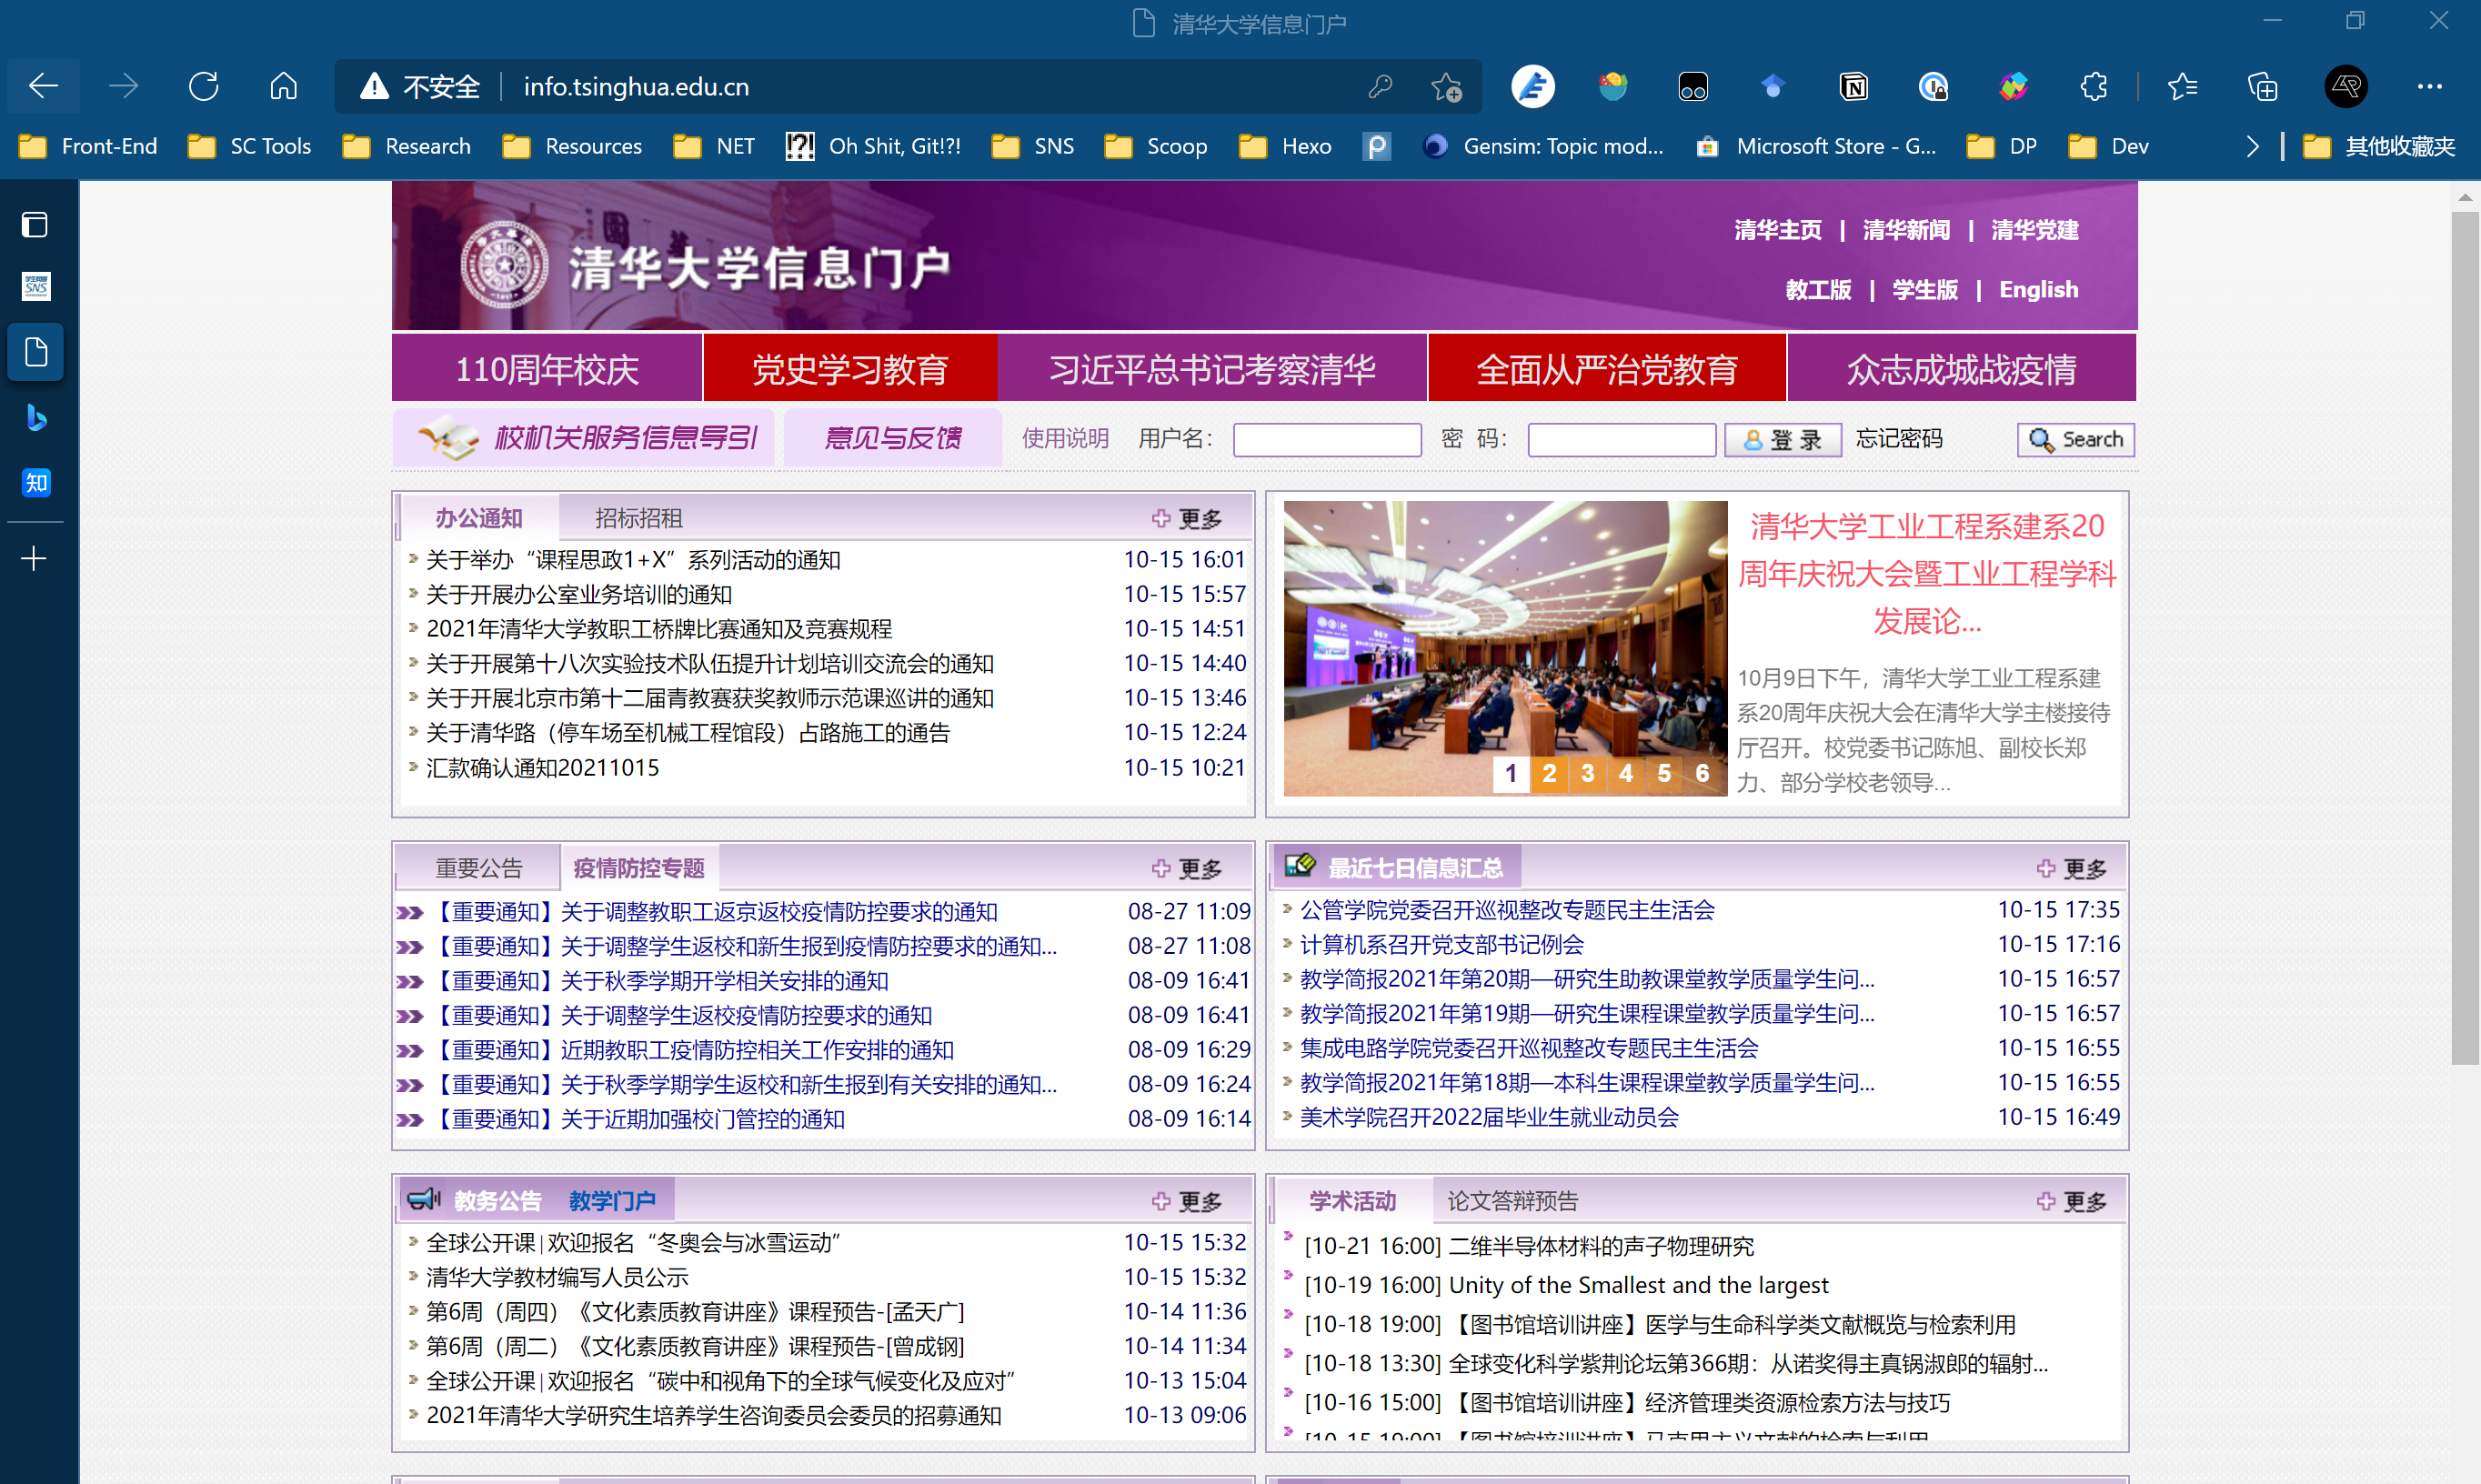 清华大学信息门户
不安全 info.tsinghua.edu.cn
Front-End SC Tools Research Resources NET Oh Shit, Git!?! SNS Scoop Hexo Gensim: Topic mod... Microsoft Store - G... DP Dev 其他收藏夹
SNS
知
清华大学信息门户
清华主页 | 清华新闻 | 清华党建
教工版 | 学生版 | English
110周年校庆 党史学习教育 习近平总书记考察清华 全面从严治党教育 众志成城战疫情
校机关服务信息导引 意见与反馈 使用说明 用户名： 密 码： 登 录 忘记密码 Search
办公通知 招标招租 更多
关于举办“课程思政1+X”系列活动的通知 10-15 16:01
关于开展办公室业务培训的通知 10-15 15:57
2021年清华大学教职工桥牌比赛通知及竞赛规程 10-15 14:51
关于开展第十八次实验技术队伍提升计划培训交流会的通知 10-15 14:40
关于开展北京市第十二届青教赛获奖教师示范课巡讲的通知 10-15 13:46
关于清华路（停车场至机械工程馆段）占路施工的通告 10-15 12:24
汇款确认通知20211015 10-15 10:21
1 2 3 4 5 6
清华大学工业工程系建系20
周年庆祝大会暨工业工程学科
发展论...
10月9日下午，清华大学工业工程系建
系20周年庆祝大会在清华大学主楼接待
厅召开。校党委书记陈旭、副校长郑
力、部分学校老领导...
重要公告 疫情防控专题 更多
【重要通知】关于调整教职工返京返校疫情防控要求的通知 08-27 11:09
【重要通知】关于调整学生返校和新生报到疫情防控要求的通知... 08-27 11:08
【重要通知】关于秋季学期开学相关安排的通知 08-09 16:41
【重要通知】关于调整学生返校疫情防控要求的通知 08-09 16:41
【重要通知】近期教职工疫情防控相关工作安排的通知 08-09 16:29
【重要通知】关于秋季学期学生返校和新生报到有关安排的通知... 08-09 16:24
【重要通知】关于近期加强校门管控的通知 08-09 16:14
最近七日信息汇总 更多
公管学院党委召开巡视整改专题民主生活会 10-15 17:35
计算机系召开党支部书记例会 10-15 17:16
教学简报2021年第20期—研究生助教课堂教学质量学生问... 10-15 16:57
教学简报2021年第19期—研究生课程课堂教学质量学生问... 10-15 16:57
集成电路学院党委召开巡视整改专题民主生活会 10-15 16:55
教学简报2021年第18期—本科生课程课堂教学质量学生问... 10-15 16:55
美术学院召开2022届毕业生就业动员会 10-15 16:49
教务公告 教学门户 更多
全球公开课|欢迎报名“冬奥会与冰雪运动” 10-15 15:32
清华大学教材编写人员公示 10-15 15:32
第6周（周四）《文化素质教育讲座》课程预告-[孟天广] 10-14 11:36
第6周（周二）《文化素质教育讲座》课程预告-[曾成钢] 10-14 11:34
全球公开课|欢迎报名“碳中和视角下的全球气候变化及应对” 10-13 15:04
2021年清华大学研究生培养学生咨询委员会委员的招募通知 10-13 09:06
学术活动 论文答辩预告 更多
[10-21 16:00] 二维半导体材料的声子物理研究
[10-19 16:00] Unity of the Smallest and the largest
[10-18 19:00] 【图书馆培训讲座】医学与生命科学类文献概览与检索利用
[10-18 13:30] 全球变化科学紫荆论坛第366期：从诺奖得主真锅淑郎的辐射...
[10-16 15:00] 【图书馆培训讲座】经济管理类资源检索方法与技巧
[10-15 19:00] 【图书馆培训讲座】马克思主义文献的检索与利用